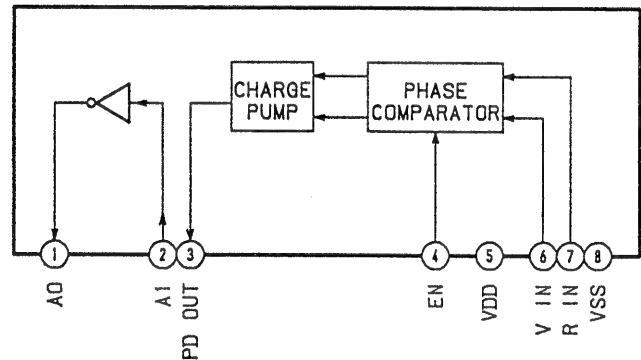 CHARGE
PUMP
PHASE
COMPARATOR
1
2
3
4
5
6
7
8
AO
AI
PD OUT
EN
VDD
V IN
R IN
VSS